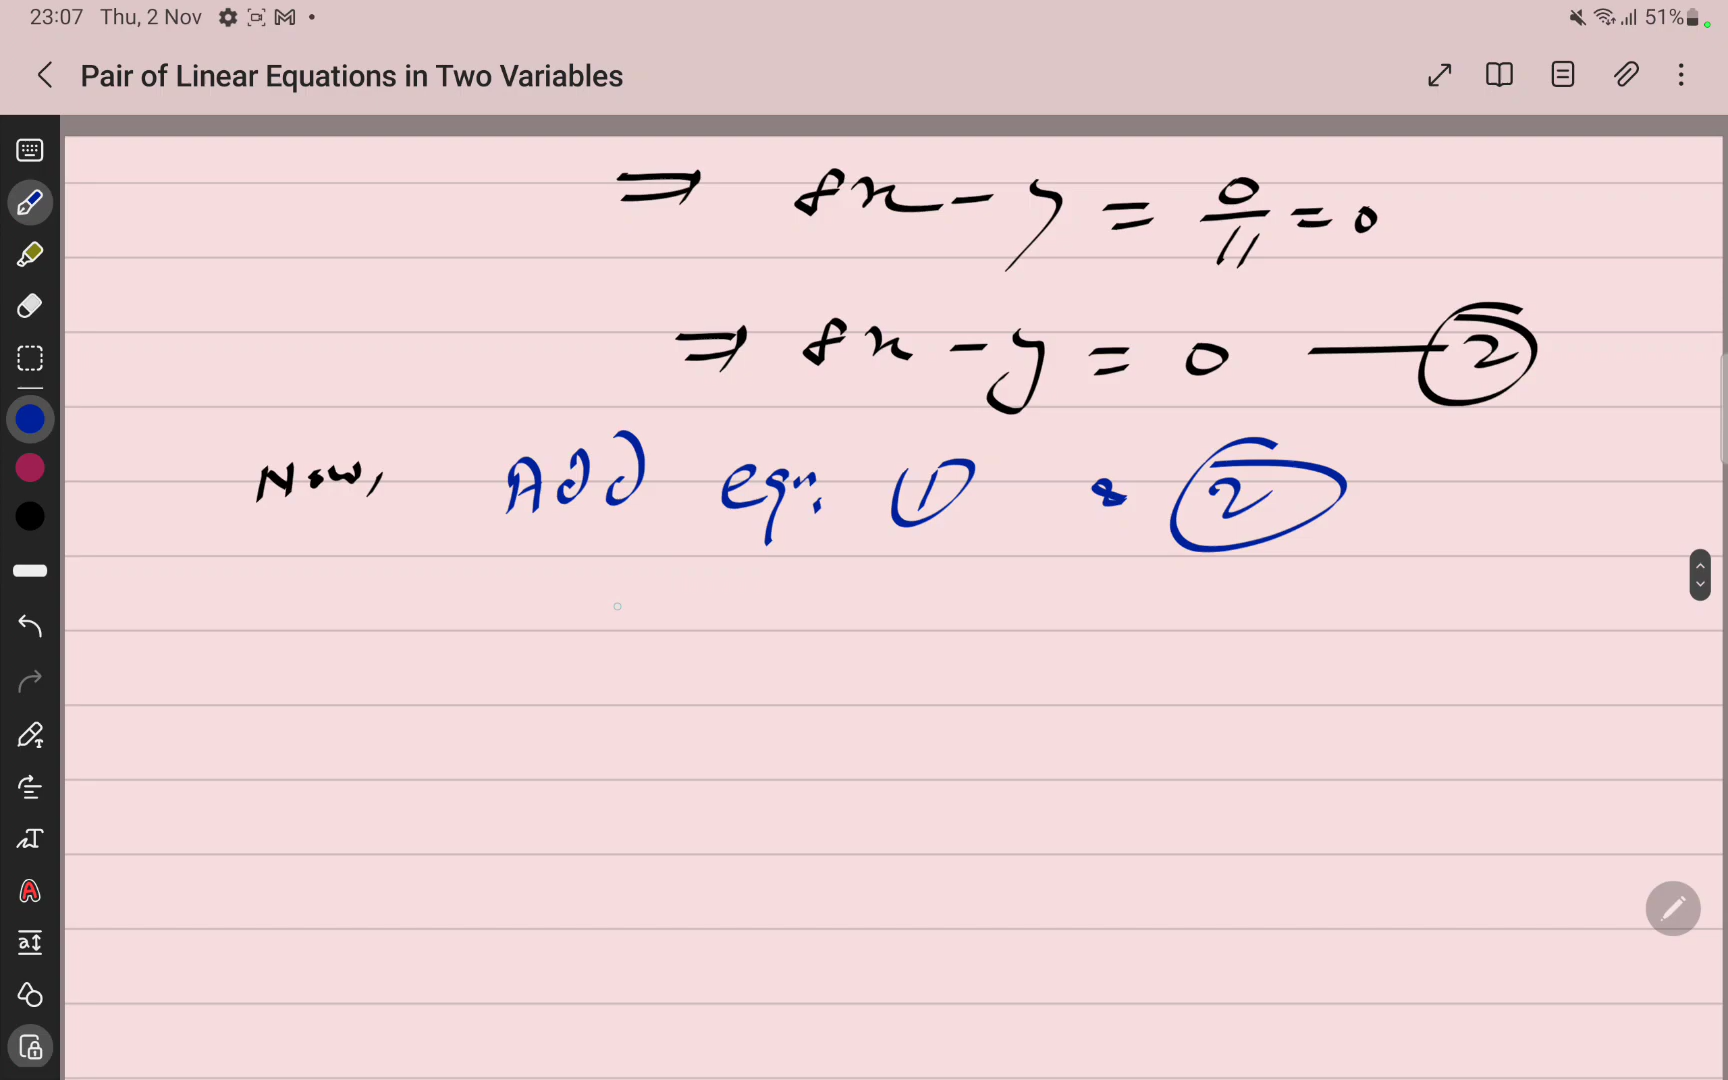 23:07 Thu, 2 Nov
51%
Pair of Linear Equations in Two Variables
⇒ 8x - y = 0/11 = 0
⇒ 8x - y = 0 — ②
Now, Add eqn. ① & ②